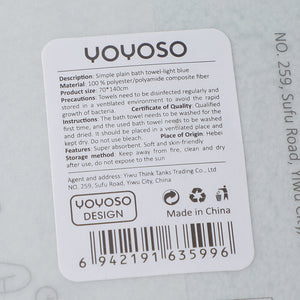 YOYOSO
Description: Simple plain bath towel-light blue
Material: 100 % polyester/polyamide composite fiber
Product size: 70*140cm
Precautions: Towels need to be disinfected regularly and
stored in a ventilated environment to avoid the rapid
growth of bacteria. Certificate of Quality: Qualified
Instructions: The bath towel needs to be washed for the
first time, and the used bath towel needs to be washed
and dried. It should be placed in a ventilated place and
kept dry. Do not use bleach. Place of Origin: Hebei
Features: Super absorbent, Soft and skin-friendly
Storage method: Keep away from fire, clean and dry
after use, do not expose to the sun
Agent and address: Yiwu Think Tanks Trading Co., Ltd
NO. 259, Sufu Road, Yiwu City, China
YOYOSO
DESIGN
Made in China
6 942191 635996
NO. 259, Sufu Road, Yiwu